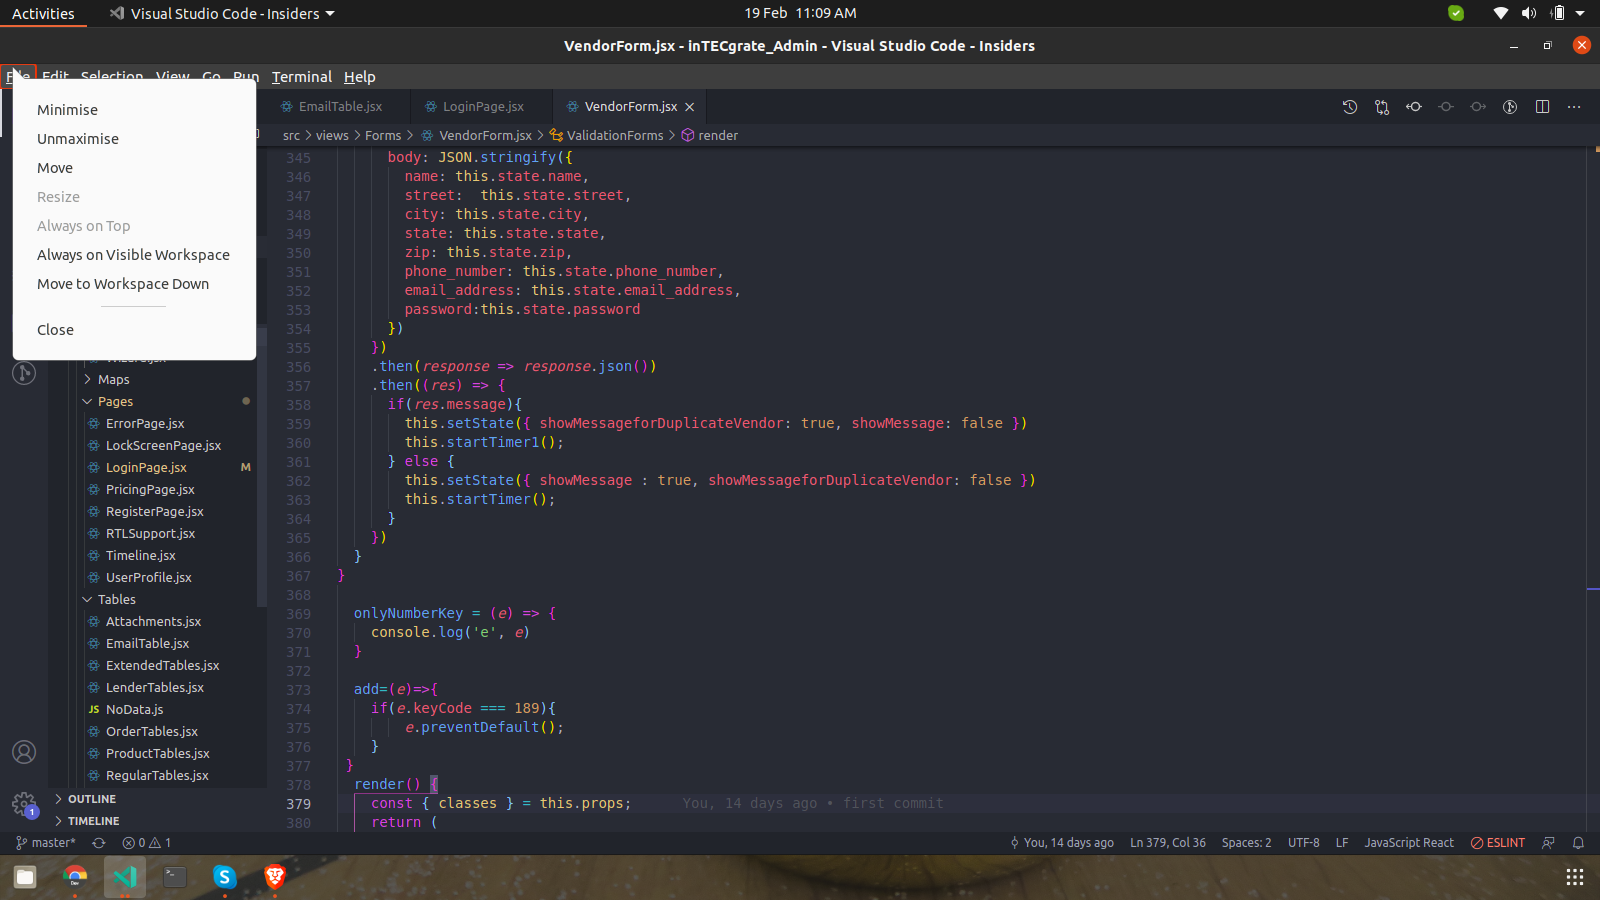 Activities
Visual Studio Code - Insiders
19 Feb 11:09 AM
VendorForm.jsx - inTECgrate_Admin - Visual Studio Code - Insiders
File Edit Selection View Go Run Terminal Help
Minimise
Unmaximise
Move
Resize
Always on Top
Always on Visible Workspace
Move to Workspace Down
Close
EmailTable.jsx
LoginPage.jsx
VendorForm.jsx
src > views > Forms > VendorForm.jsx > ValidationForms > render
Maps
Pages
ErrorPage.jsx
LockScreenPage.jsx
LoginPage.jsx M
PricingPage.jsx
RegisterPage.jsx
RTLSupport.jsx
Timeline.jsx
UserProfile.jsx
Tables
Attachments.jsx
EmailTable.jsx
ExtendedTables.jsx
LenderTables.jsx
JS NoData.js
OrderTables.jsx
ProductTables.jsx
RegularTables.jsx
OUTLINE
TIMELINE
1
345 body: JSON.stringify({
346 name: this.state.name,
347 street:  this.state.street,
348 city: this.state.city,
349 state: this.state.state,
350 zip: this.state.zip,
351 phone_number: this.state.phone_number,
352 email_address: this.state.email_address,
353 password:this.state.password
354 })
355 })
356 .then(response => response.json())
357 .then((res) => {
358 if(res.message){
359 this.setState({ showMessageforDuplicateVendor: true, showMessage: false })
360 this.startTimer1();
361 } else {
362 this.setState({ showMessage : true, showMessageforDuplicateVendor: false })
363 this.startTimer();
364 }
365 })
366 }
367 }
368
369 onlyNumberKey = (e) => {
370 console.log('e', e)
371 }
372
373 add=(e)=>{
374 if(e.keyCode === 189){
375 e.preventDefault();
376 }
377 }
378 render() {
379 const { classes } = this.props; You, 14 days ago • first commit
380 return (
master* 0 1
You, 14 days ago
Ln 379, Col 36
Spaces: 2
UTF-8
LF
JavaScript React
ESLINT
Dev